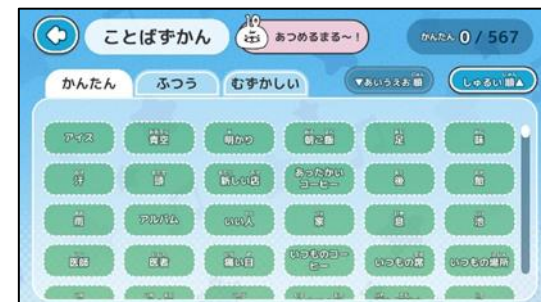 ことばずかん
あつめるまる〜!
かんたん 0 / 567
かんたん ふつう むずかしい
▼あいうえお順 しゅるい順▲
アイス 青空 明かり 朝ご飯 足 味
汗 頭 新しい店 あったかいコーヒー 後 飴
雨 アルバム いい人 家 息 池
医師 医者 痛い目 いつものコーヒー いつもの席 いつもの場所